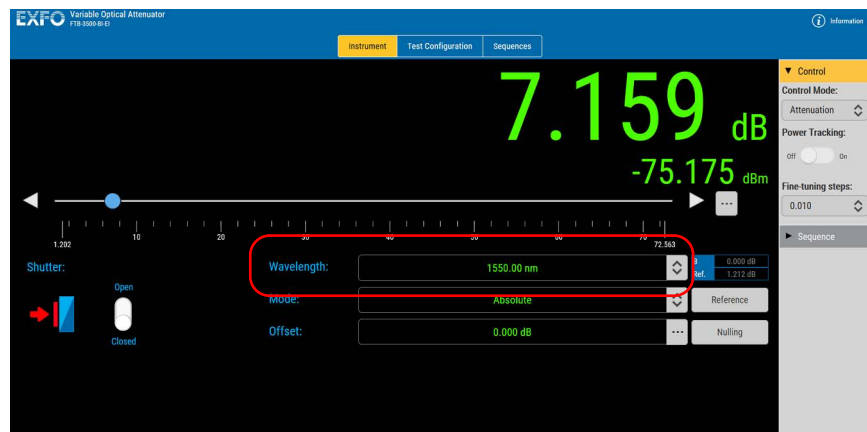 EXFO Variable Optical Attenuator
FTB-3500-BI-EI
i Information
Instrument Test Configuration Sequences
7.159 dB
-75.175 dBm
...
1.202 10 20 30 40 50 60 70 72.563
Shutter:
Open
Closed
Wavelength: 1550.00 nm
Mode: Absolute
Offset: 0.000 dB ...
0.000 dB
Ref. 1.212 dB
Reference
Nulling
Control
Control Mode:
Attenuation
Power Tracking:
Off On
Fine-tuning steps:
0.010
Sequence